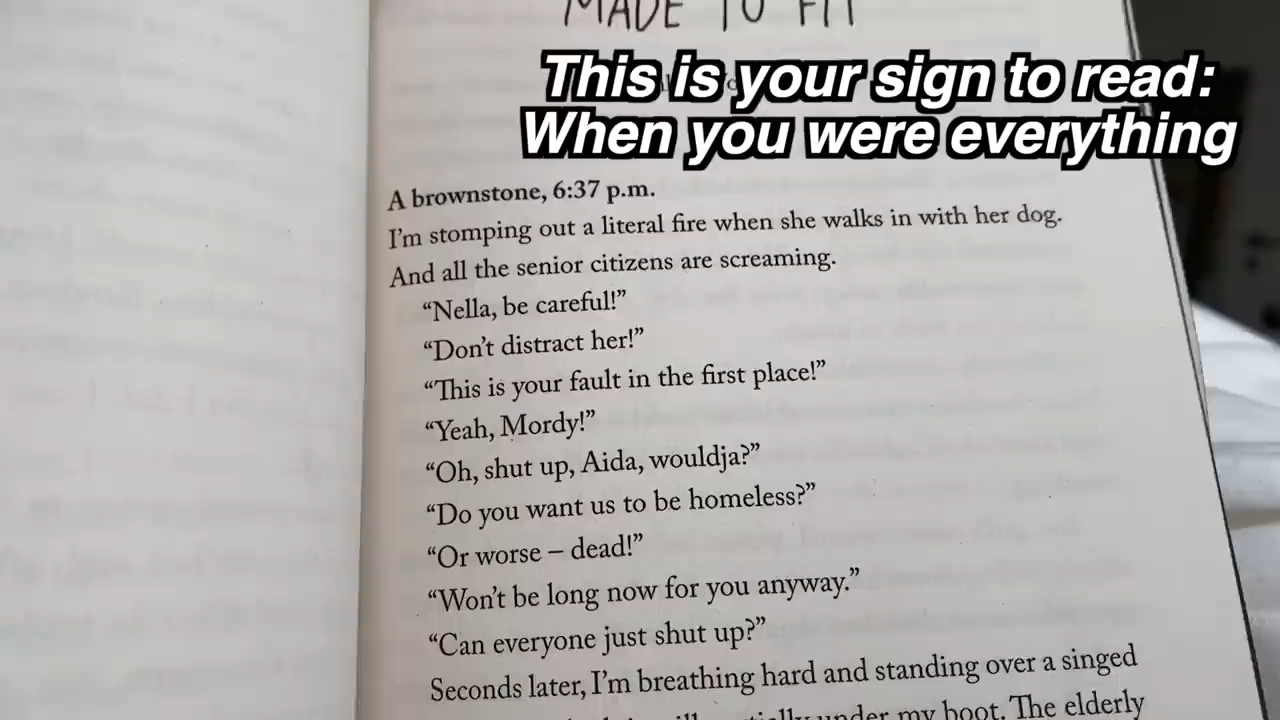 MADE TO FIT
This is your sign to read:
When you were everything
A brownstone, 6:37 p.m.
I'm stomping out a literal fire when she walks in with her dog.
And all the senior citizens are screaming.
“Nella, be careful!”
“Don't distract her!”
“This is your fault in the first place!”
“Yeah, Mordy!”
“Oh, shut up, Aida, wouldja?”
“Do you want us to be homeless?”
“Or worse – dead!”
“Won't be long now for you anyway.”
“Can everyone just shut up?”
Seconds later, I'm breathing hard and standing over a singed
under my boot. The elderly